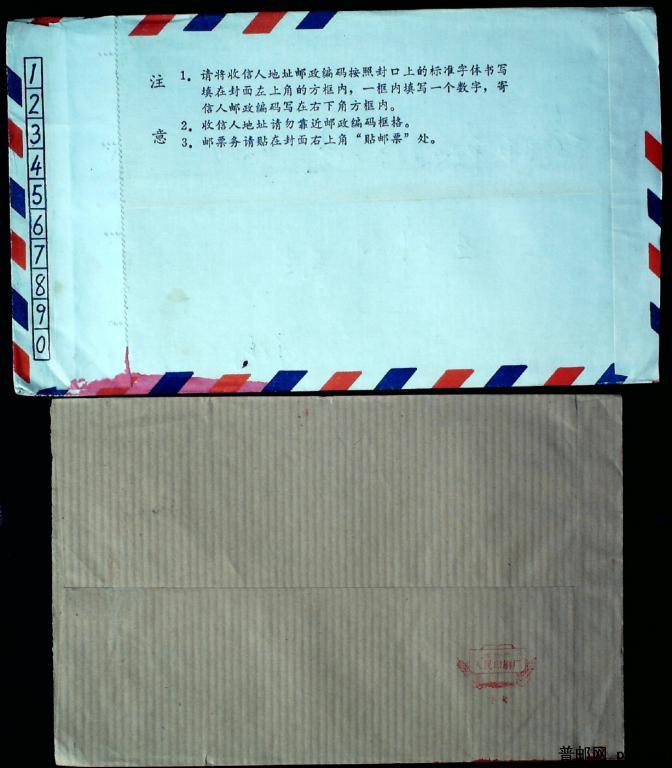 1
2
3
4
5
6
7
8
9
0
注意
1. 请将收信人地址邮政编码按照封口上的标准字体书写
填在封面左上角的方框内，一框内填写一个数字，寄
信人邮政编码写在右下角方框内。
2. 收信人地址请勿靠近邮政编码框格。
3. 邮票务请贴在封面右上角“贴邮票”处。
人民印刷厂
普邮网 p